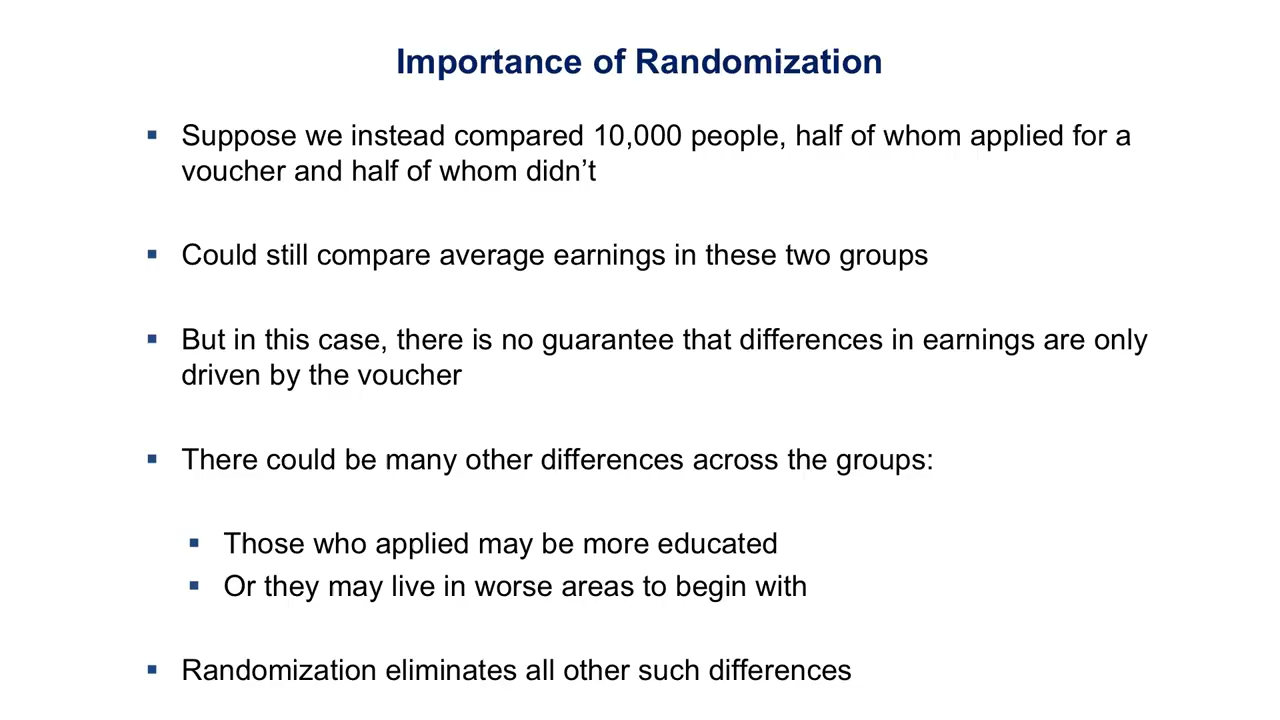 Importance of Randomization
▪ Suppose we instead compared 10,000 people, half of whom applied for a
voucher and half of whom didn’t
▪ Could still compare average earnings in these two groups
▪ But in this case, there is no guarantee that differences in earnings are only
driven by the voucher
▪ There could be many other differences across the groups:
▪ Those who applied may be more educated
▪ Or they may live in worse areas to begin with
▪ Randomization eliminates all other such differences